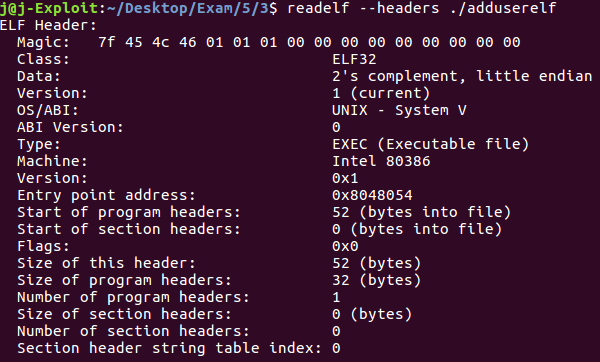 j@j-Exploit:~/Desktop/Exam/5/3$ readelf --headers ./adduserelf
ELF Header:
  Magic:   7f 45 4c 46 01 01 01 00 00 00 00 00 00 00 00 00
  Class:                             ELF32
  Data:                              2's complement, little endian
  Version:                           1 (current)
  OS/ABI:                            UNIX - System V
  ABI Version:                       0
  Type:                              EXEC (Executable file)
  Machine:                           Intel 80386
  Version:                           0x1
  Entry point address:               0x8048054
  Start of program headers:          52 (bytes into file)
  Start of section headers:          0 (bytes into file)
  Flags:                             0x0
  Size of this header:               52 (bytes)
  Size of program headers:           32 (bytes)
  Number of program headers:         1
  Size of section headers:           0 (bytes)
  Number of section headers:         0
  Section header string table index: 0